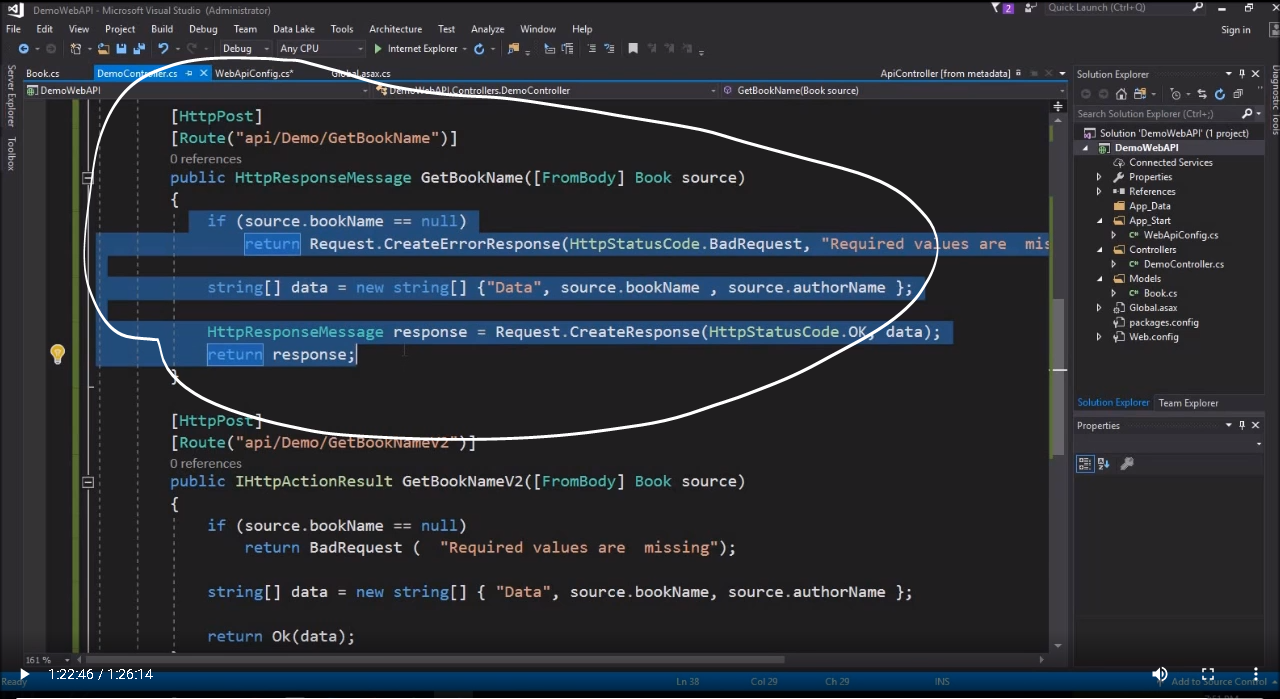 DemoWebAPI - Microsoft Visual Studio (Administrator)
2
Quick Launch (Ctrl+Q)
File Edit View Project Build Debug Team Data Lake Tools Architecture Test Analyze Window Help
Sign in
Debug Any CPU Internet Explorer
Server Explorer
Toolbox
Diagnostic Tools
Book.cs DemoController.cs WebApiConfig.cs* Global.asax.cs ApiController [from metadata]
DemoWebAPI DemoWebAPI.Controllers.DemoController GetBookName(Book source)
[HttpPost]
[Route("api/Demo/GetBookName")]
0 references
public HttpResponseMessage GetBookName([FromBody] Book source)
{
if (source.bookName == null)
return Request.CreateErrorResponse(HttpStatusCode.BadRequest, "Required values are mis
string[] data = new string[] {"Data", source.bookName , source.authorName };
HttpResponseMessage response = Request.CreateResponse(HttpStatusCode.OK, data);
return response;
}
[HttpPost]
[Route("api/Demo/GetBookNameV2")]
0 references
public IHttpActionResult GetBookNameV2([FromBody] Book source)
{
if (source.bookName == null)
return BadRequest ( "Required values are missing");
string[] data = new string[] { "Data", source.bookName, source.authorName };
return Ok(data);
161 %
Solution Explorer
Search Solution Explorer (Ctrl+;)
Solution 'DemoWebAPI' (1 project)
DemoWebAPI
Connected Services
Properties
References
App_Data
App_Start
WebApiConfig.cs
Controllers
DemoController.cs
Models
Book.cs
Global.asax
packages.config
Web.config
Solution Explorer Team Explorer
Properties
1:22:46 / 1:26:14
Ready Ln 38 Col 29 Ch 29 INS Add to Source Control